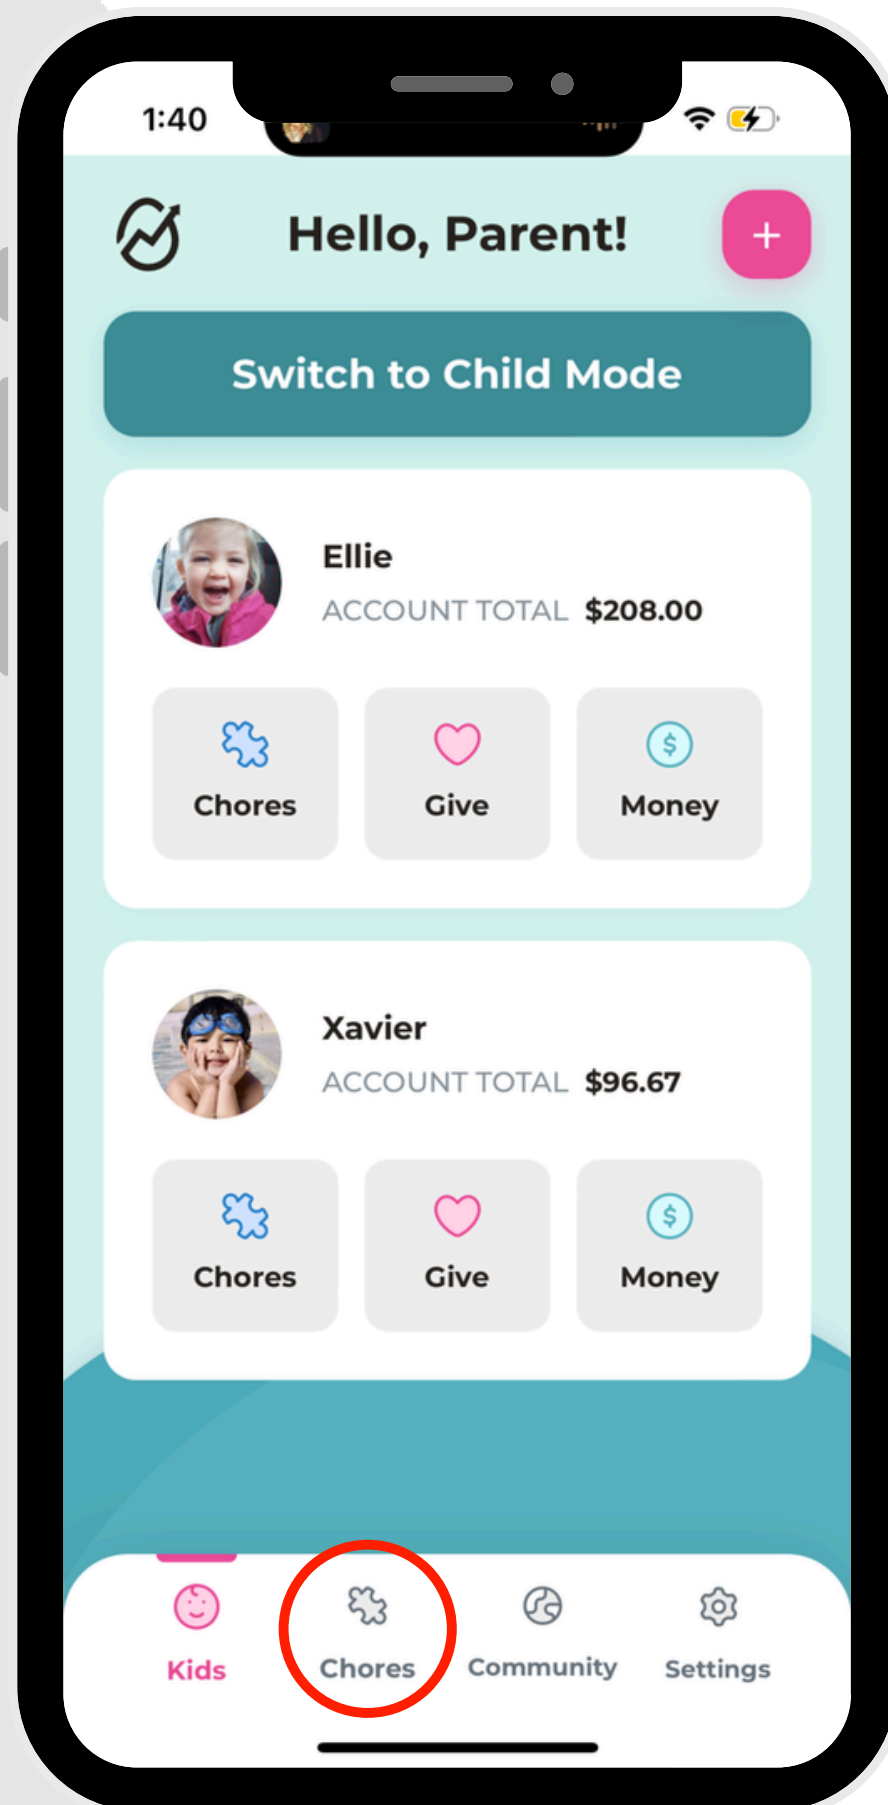 1:40
Hello, Parent!
+
Switch to Child Mode
Ellie
ACCOUNT TOTAL $208.00
$
Chores Give Money
Xavier
ACCOUNT TOTAL $96.67
$
Chores Give Money
Kids Chores Community Settings